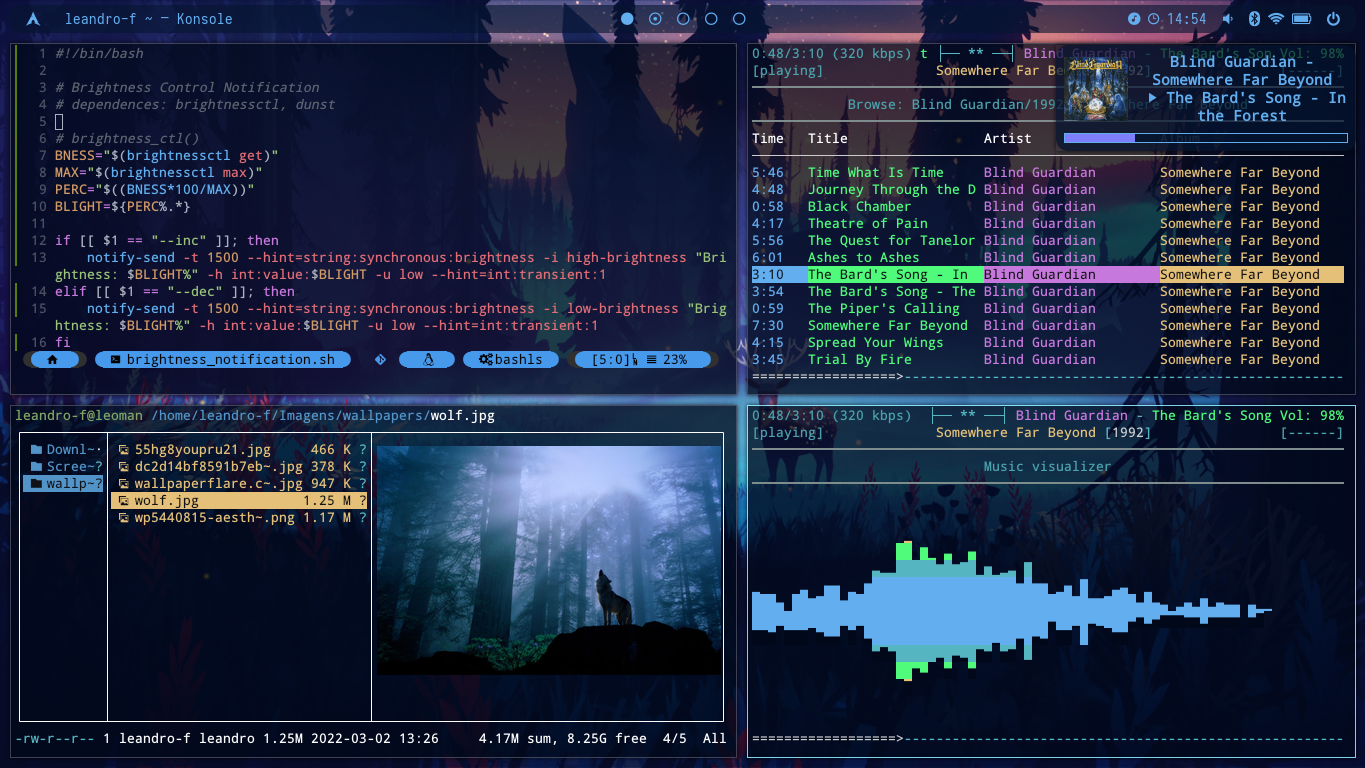 leandro-f ~ — Konsole
14:54
1 #!/bin/bash
2
3 # Brightness Control Notification
4 # dependences: brightnessctl, dunst
5
6 # brightness_ctl()
7 BNESS="$(brightnessctl get)"
8 MAX="$(brightnessctl max)"
9 PERC="$((BNESS*100/MAX))"
10 BLIGHT=${PERC%.*}
11
12 if [[ $1 == "--inc" ]]; then
13 notify-send -t 1500 --hint=string:synchronous:brightness -i high-brightness "Bri
ghtness: $BLIGHT%" -h int:value:$BLIGHT -u low --hint=int:transient:1
14 elif [[ $1 == "--dec" ]]; then
15 notify-send -t 1500 --hint=string:synchronous:brightness -i low-brightness "Brig
htness: $BLIGHT%" -h int:value:$BLIGHT -u low --hint=int:transient:1
16 fi
brightness_notification.sh bashls [5:0] 23%
0:48/3:10 (320 kbps) t ├── ** ──┤ Blind Guardian - The Bard's Son Vol: 98%
[playing] Somewhere Far Be
Browse: Blind Guardian/1992
Blind Guardian -
Somewhere Far Beyond
▶ The Bard's Song - In
the Forest
Time Title Artist Album
5:46 Time What Is Time Blind Guardian Somewhere Far Beyond
4:48 Journey Through the D Blind Guardian Somewhere Far Beyond
0:58 Black Chamber Blind Guardian Somewhere Far Beyond
4:17 Theatre of Pain Blind Guardian Somewhere Far Beyond
5:56 The Quest for Tanelor Blind Guardian Somewhere Far Beyond
6:01 Ashes to Ashes Blind Guardian Somewhere Far Beyond
3:10 The Bard's Song - In Blind Guardian Somewhere Far Beyond
3:54 The Bard's Song - The Blind Guardian Somewhere Far Beyond
0:59 The Piper's Calling Blind Guardian Somewhere Far Beyond
7:30 Somewhere Far Beyond Blind Guardian Somewhere Far Beyond
4:15 Spread Your Wings Blind Guardian Somewhere Far Beyond
3:45 Trial By Fire Blind Guardian Somewhere Far Beyond
leandro-f@leoman /home/leandro-f/Imagens/wallpapers/wolf.jpg
Downl~· 55hg8youpru21.jpg 466 K ?
Scree~? dc2d14bf8591b7eb~.jpg 378 K ?
wallp~? wallpaperflare.c~.jpg 947 K ?
wolf.jpg 1.25 M ?
wp5440815-aesth~.png 1.17 M ?
-rw-r--r-- 1 leandro-f leandro 1.25M 2022-03-02 13:26 4.17M sum, 8.25G free 4/5 All
0:48/3:10 (320 kbps) ├── ** ──┤ Blind Guardian - The Bard's Song Vol: 98%
[playing] Somewhere Far Beyond [1992] [------]
Music visualizer